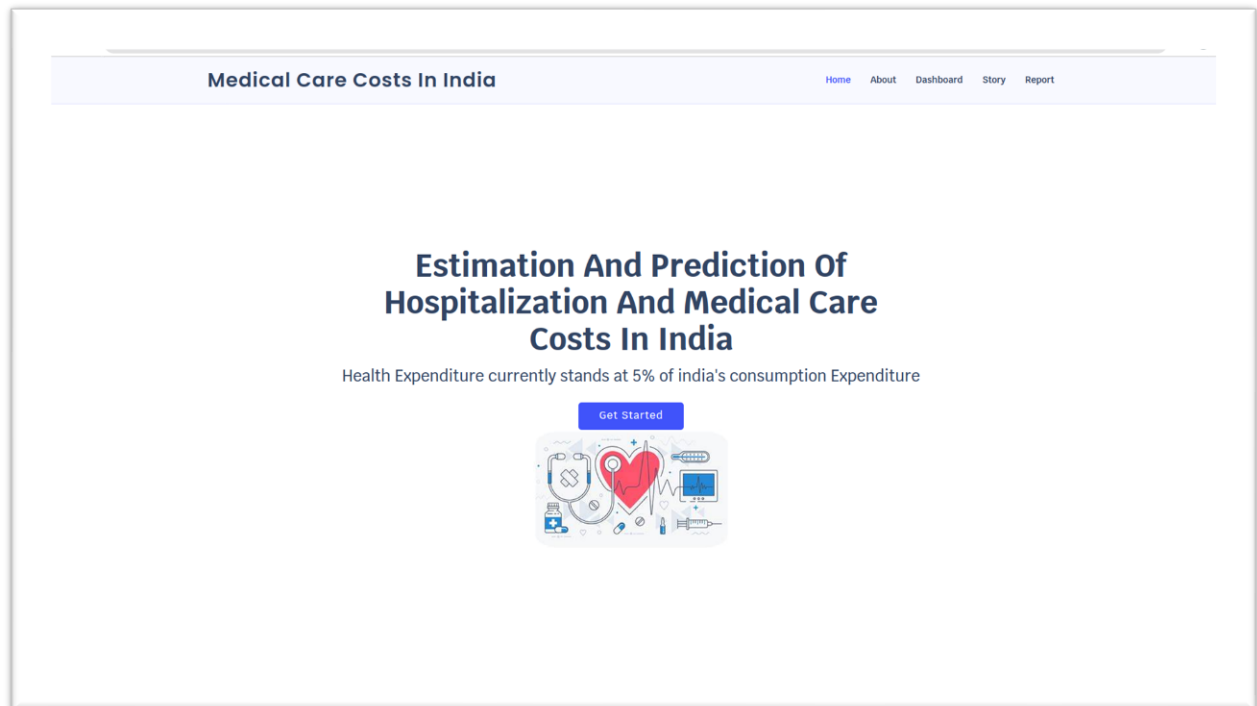 Medical Care Costs In India
Home About Dashboard Story Report
Estimation And Prediction Of
Hospitalization And Medical Care
Costs In India
Health Expenditure currently stands at 5% of india's consumption Expenditure
Get Started